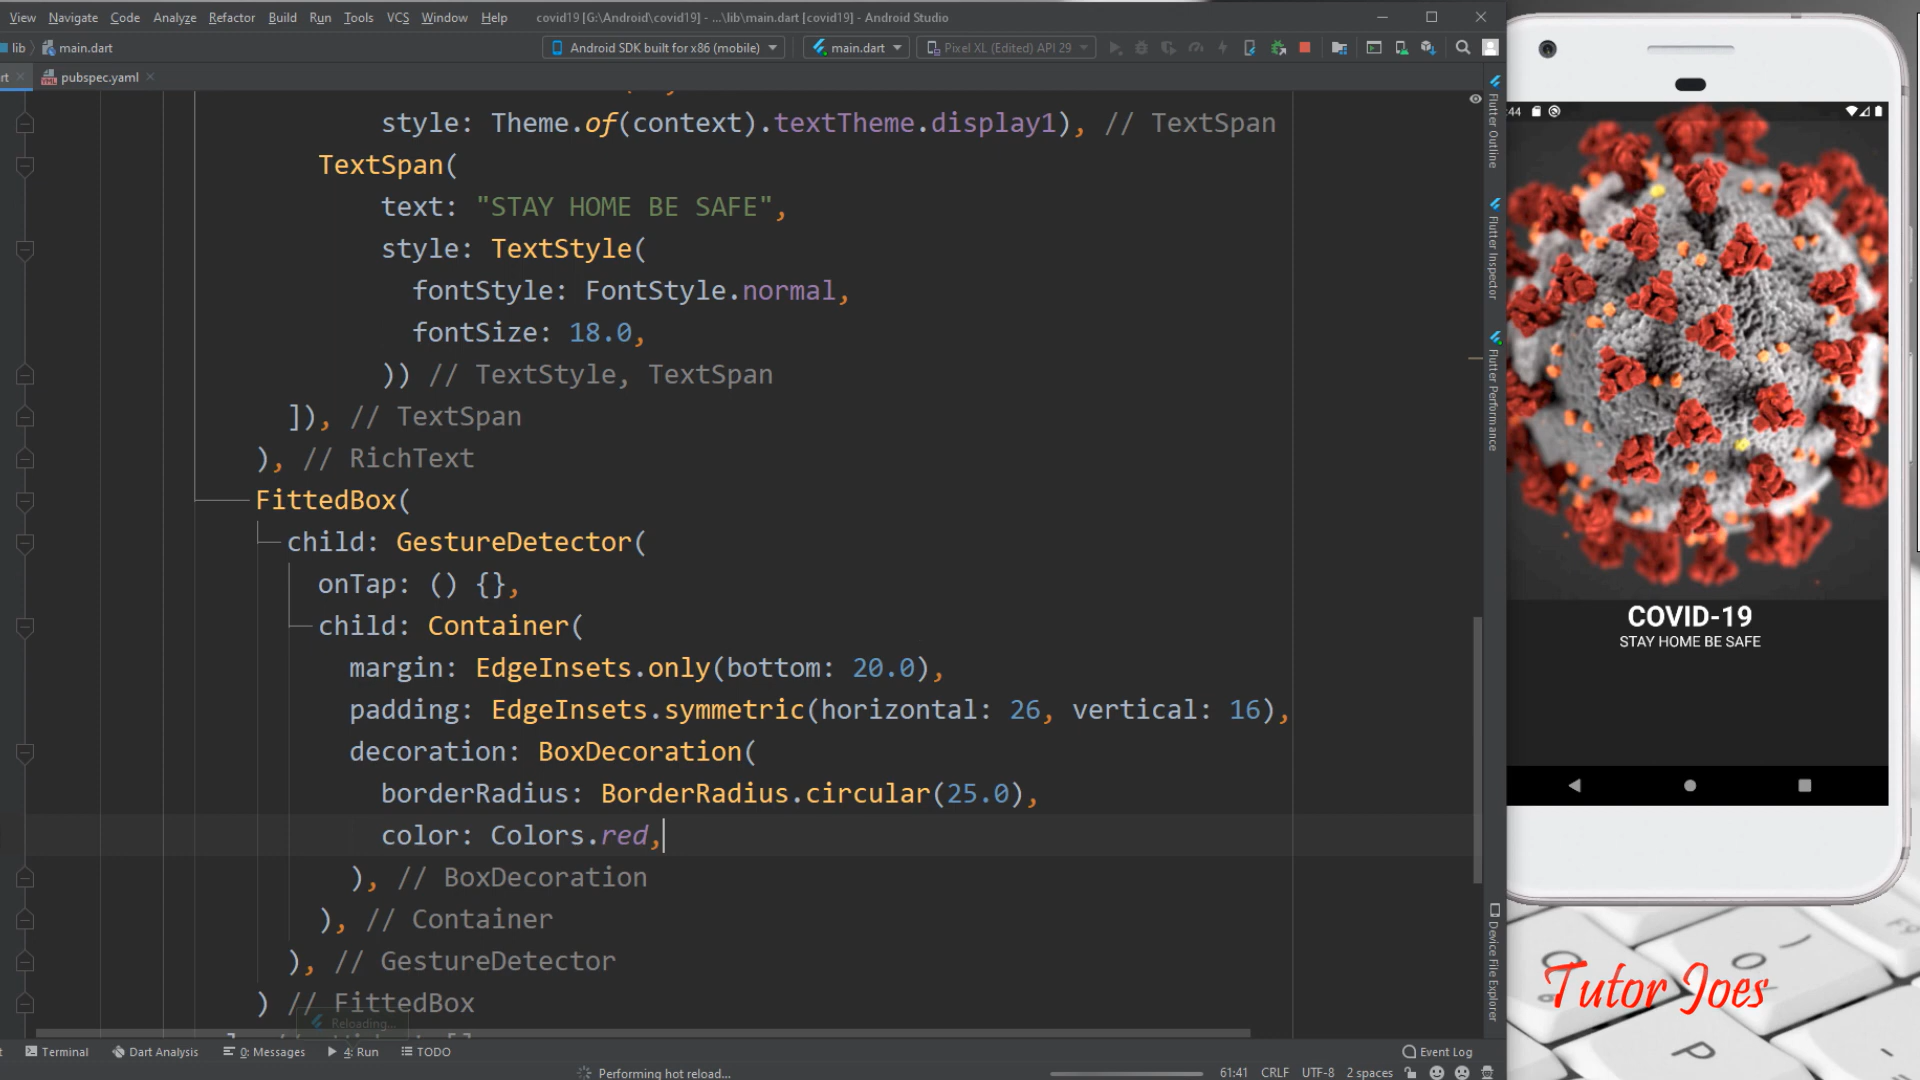 View Navigate Code Analyze Refactor Build Run Tools VCS Window Help covid19 [G:\Android\covid19] - ...\lib\main.dart [covid19] - Android Studio
lib main.dart Android SDK built for x86 (mobile) main.dart Pixel XL (Edited) API 29
rt pubspec.yaml
style: Theme.of(context).textTheme.display1), // TextSpan
TextSpan(
text: "STAY HOME BE SAFE",
style: TextStyle(
fontStyle: FontStyle.normal,
fontSize: 18.0,
)) // TextStyle, TextSpan
]), // TextSpan
), // RichText
FittedBox(
child: GestureDetector(
onTap: () {},
child: Container(
margin: EdgeInsets.only(bottom: 20.0),
padding: EdgeInsets.symmetric(horizontal: 26, vertical: 16),
decoration: BoxDecoration(
borderRadius: BorderRadius.circular(25.0),
color: Colors.red,
), // BoxDecoration
), // Container
), // GestureDetector
) // FittedBox
Reloading...
Terminal Dart Analysis 0: Messages 4: Run TODO Event Log
Performing hot reload... 61:41 CRLF UTF-8 2 spaces
Flutter Outline
Flutter Inspector
Flutter Performance
Device File Explorer
:44
COVID-19
STAY HOME BE SAFE
Tutor Joes
P